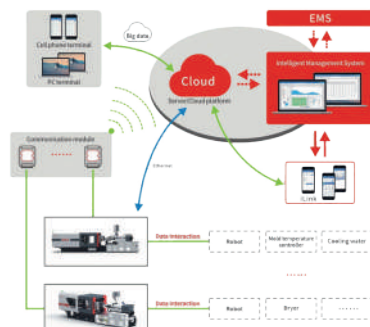 EMS
Big data
Cell phone terminal
PC terminal
Intelligent Management System
Cloud
Server/Cloud platform
Communication module
Ethernet
iLink
Data interaction
Robot
Mold temperature
controller
Cooling water
Data interaction
Robot
Dryer